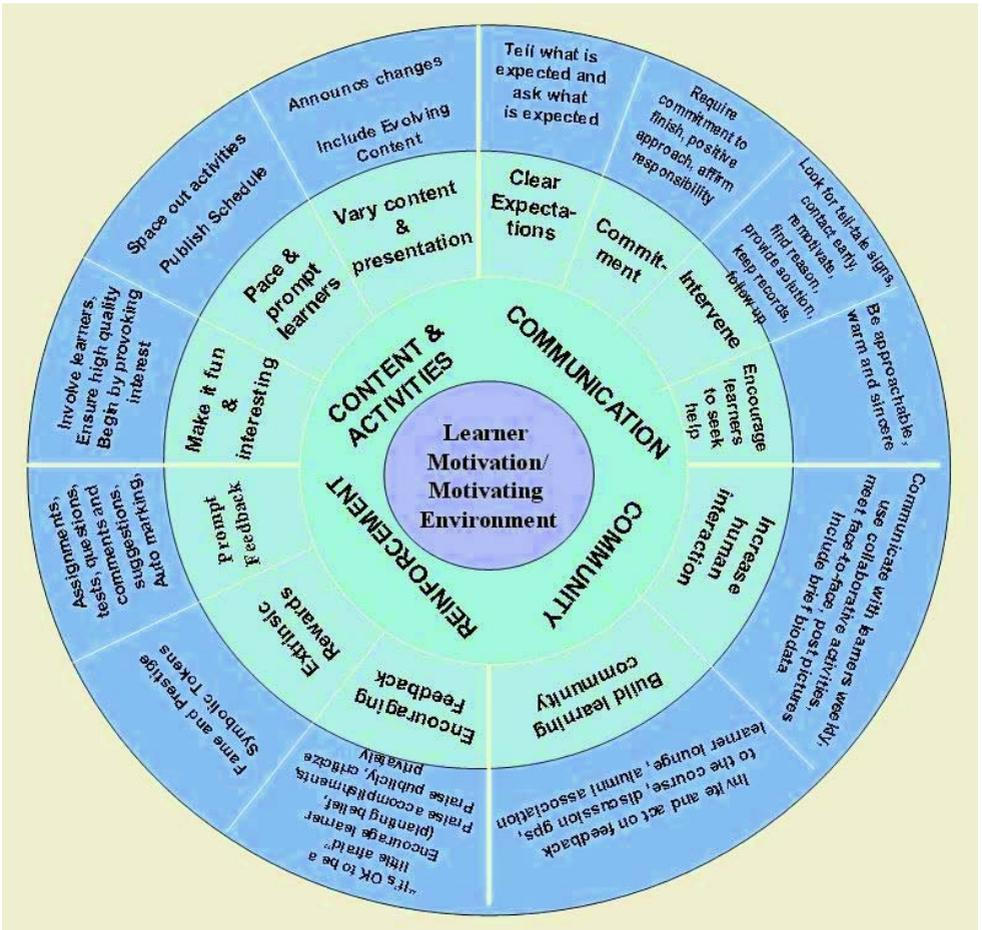 Learner
Motivation/
Motivating
Environment
COMMUNICATION
COMMUNITY
REINFORCEMENT
CONTENT &
ACTIVITIES
Clear
Expecta-
tions
Commit-
ment
Intervene
Encourage
learners
to seek
help
Increase
human
interaction
Build learning
community
Encouraging
Feedback
Extrinsic
Rewards
Prompt
Feedback
Make it fun
&
interesting
Pace &
prompt
learners
Vary content
&
presentation
Tell what is
expected and
ask what
is expected
Require
commitment to
finish, positive
approach, affirm
responsibility
Look for tell-tale signs,
contact early,
remotivate,
find reason,
provide solution,
keep records,
follow-up
Be approachable,
warm and sincere
Communicate with learners weekly,
use collaborative activities,
meet face-to-face, post pictures
include brief biodata
Invite and act on feedback
to the course, discussion gps,
learner lounge, alumni association
"It's OK to be a
little afraid"
Encourage learner
(planting belief,
Praise accomplishments,
Praise publicly, criticize
privately
Fame and Prestige
Symbolic Tokens
Assignments,
tests, questions,
comments and
suggestions,
Auto marking,
Involve learners,
Ensure high quality
Begin by provoking
interest
Space out activities
Publish Schedule
Announce changes
Include Evolving
Content